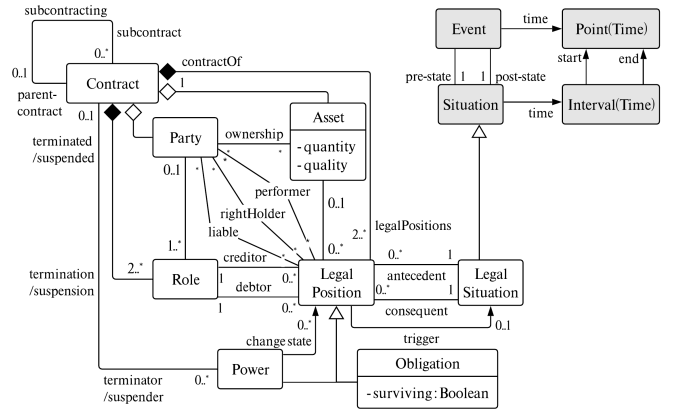 subcontracting
subcontract
0..*
0..1
Contract
parent-
contract
0..1
contractOf
1
Event
time
Point(Time)
start
end
pre-state
1
1
post-state
Situation
time
Interval(Time)
terminated
/suspended
Party
ownership
*
*
Asset
- quantity
- quality
0..1
*
*
*
0..1
performer
rightHolder
liable
*
*
*
1..*
0..*
2..*
legalPositions
termination
/suspension
2..*
Role
creditor
1
0..*
debtor
1
0..*
Legal
Position
0..*
1
antecedent
0..*
1
consequent
Legal
Situation
0..*
0..1
change state
trigger
terminator
/suspender
0..*
Power
Obligation
- surviving : Boolean